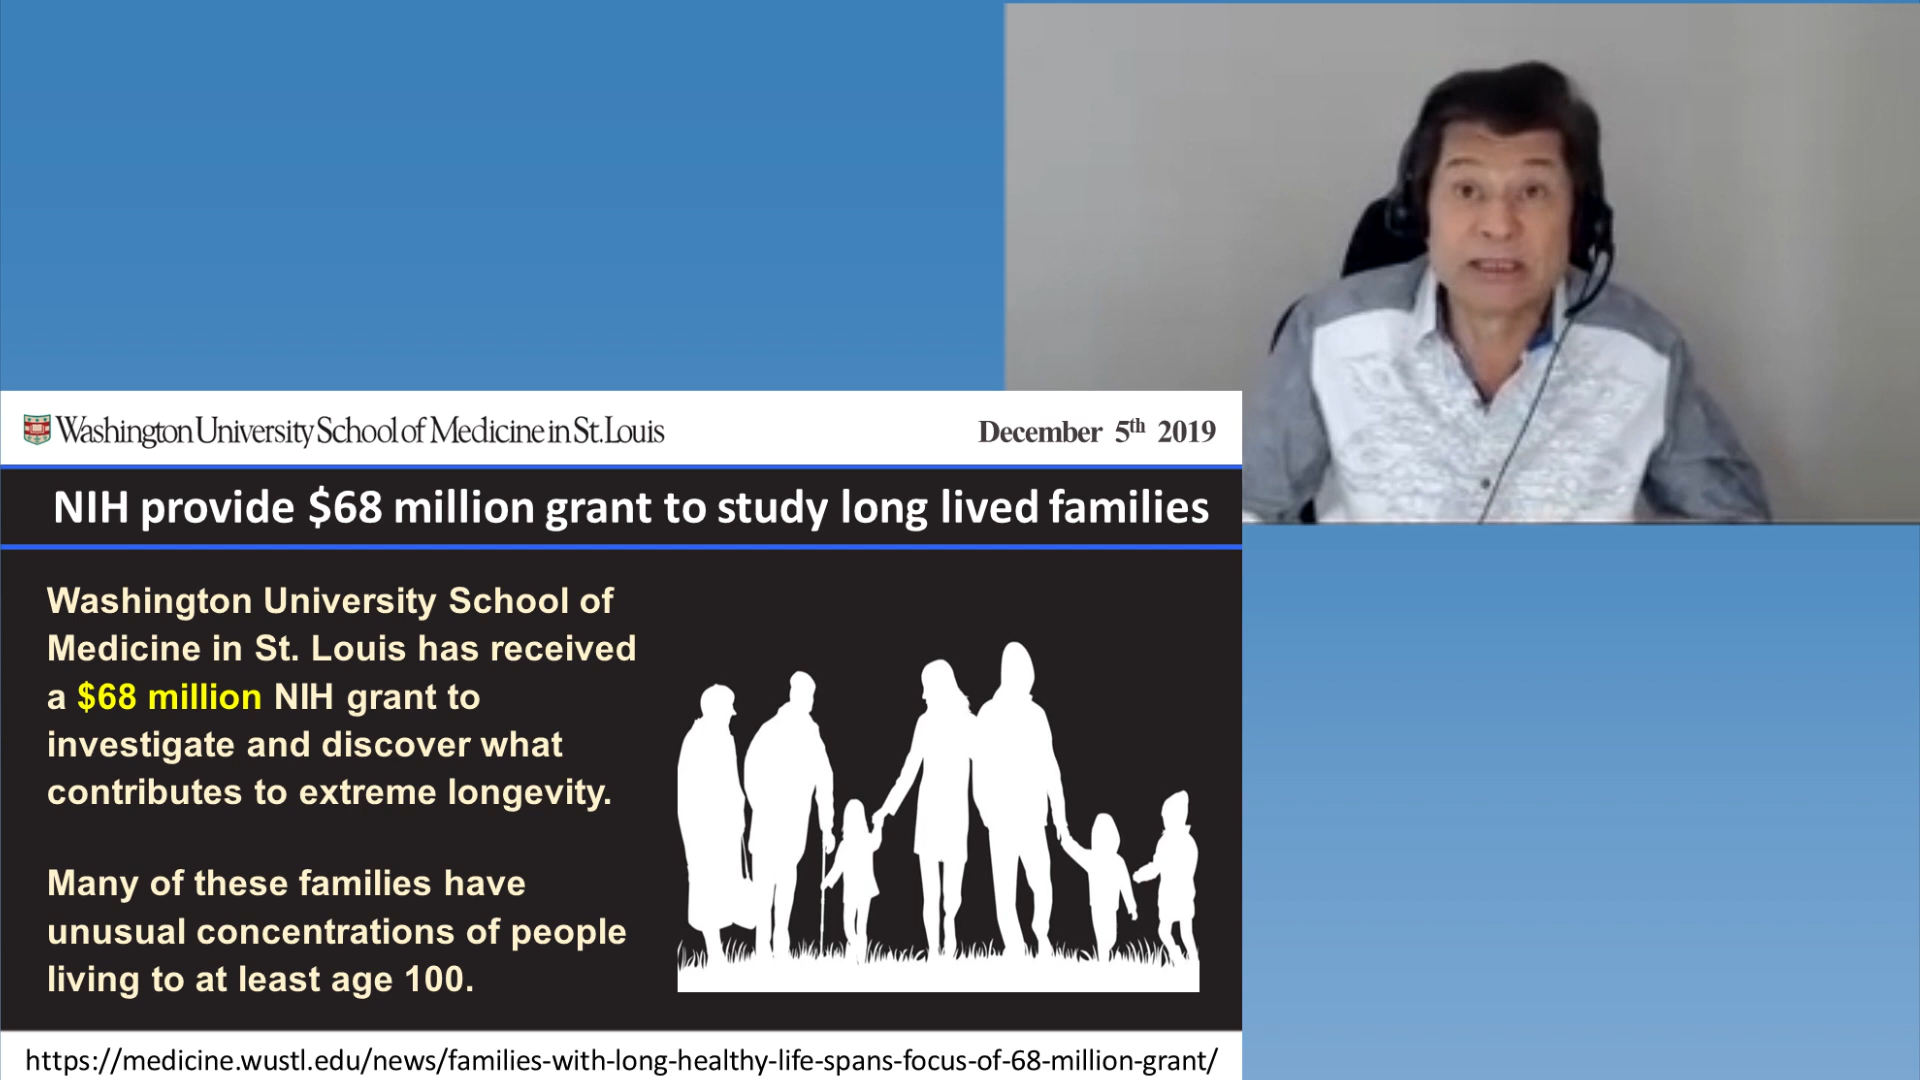 Washington University School of Medicine in St. Louis
December 5th 2019
NIH provide $68 million grant to study long lived families
Washington University School of
Medicine in St. Louis has received
a $68 million NIH grant to
investigate and discover what
contributes to extreme longevity.
Many of these families have
unusual concentrations of people
living to at least age 100.
https://medicine.wustl.edu/news/families-with-long-healthy-life-spans-focus-of-68-million-grant/